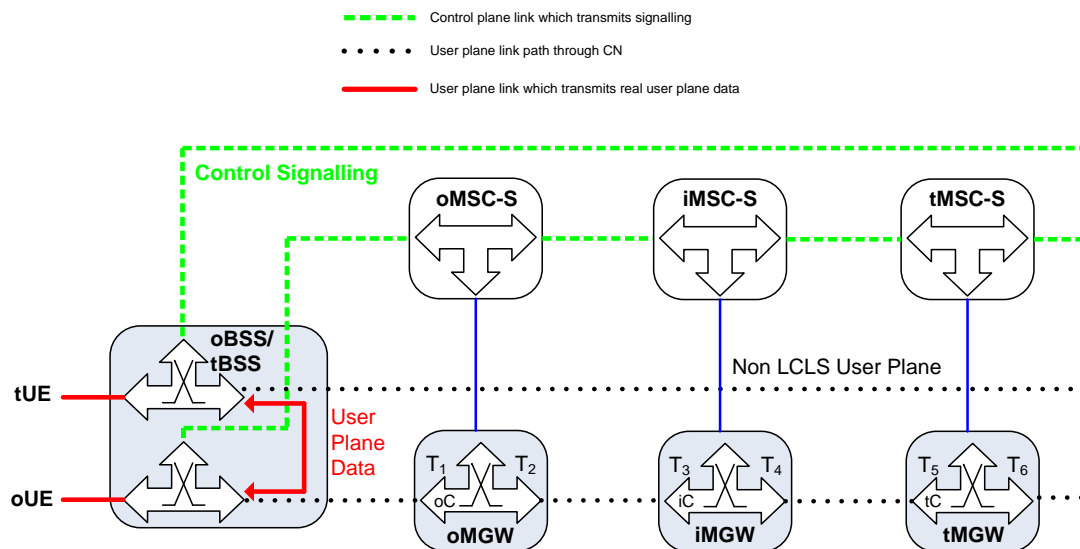 Control plane link which transmits signalling
User plane link path through CN
User plane link which transmits real user plane data
Control Signalling
oMSC-S
iMSC-S
tMSC-S
oBSS/
tBSS
Non LCLS User Plane
tUE
User
Plane
Data
oUE
T1
T2
T3
T4
T5
T6
oC
iC
tC
oMGW
iMGW
tMGW